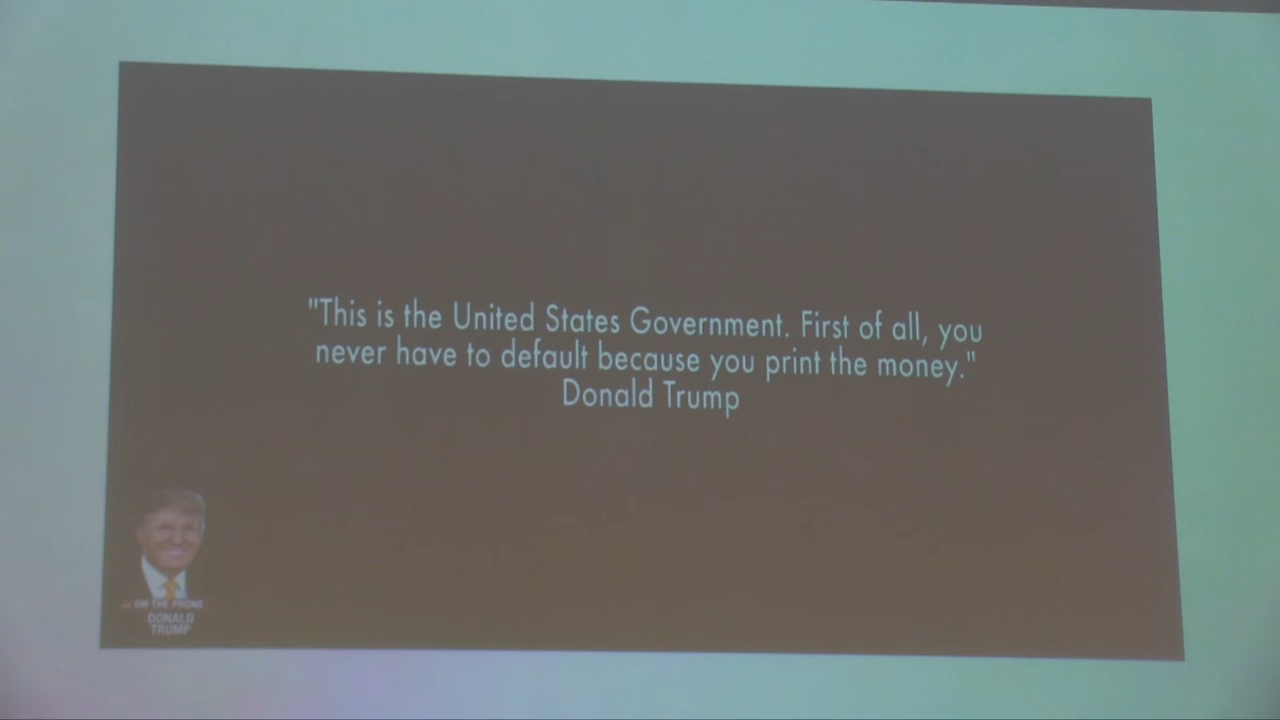 "This is the United States Government. First of all, you
never have to default because you print the money."
Donald Trump
ON THE PHONE
DONALD
TRUMP